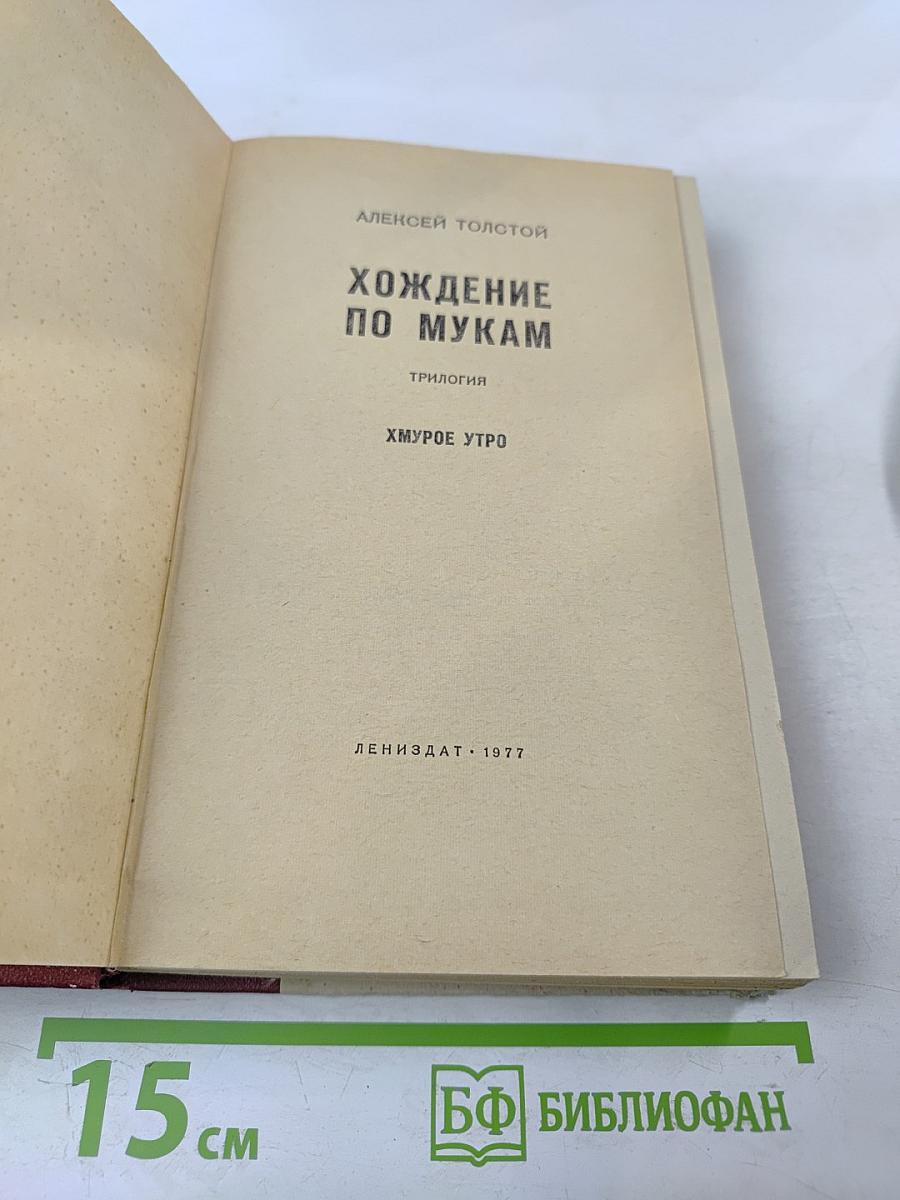 АЛЕКСЕЙ ТОЛСТОЙ
ХОЖДЕНИЕ
ПО МУКАМ
ТРИЛОГИЯ
ХМУРОЕ УТРО
ЛЕНИЗДАТ • 1977
15 см
БФ БИБЛИОФАН